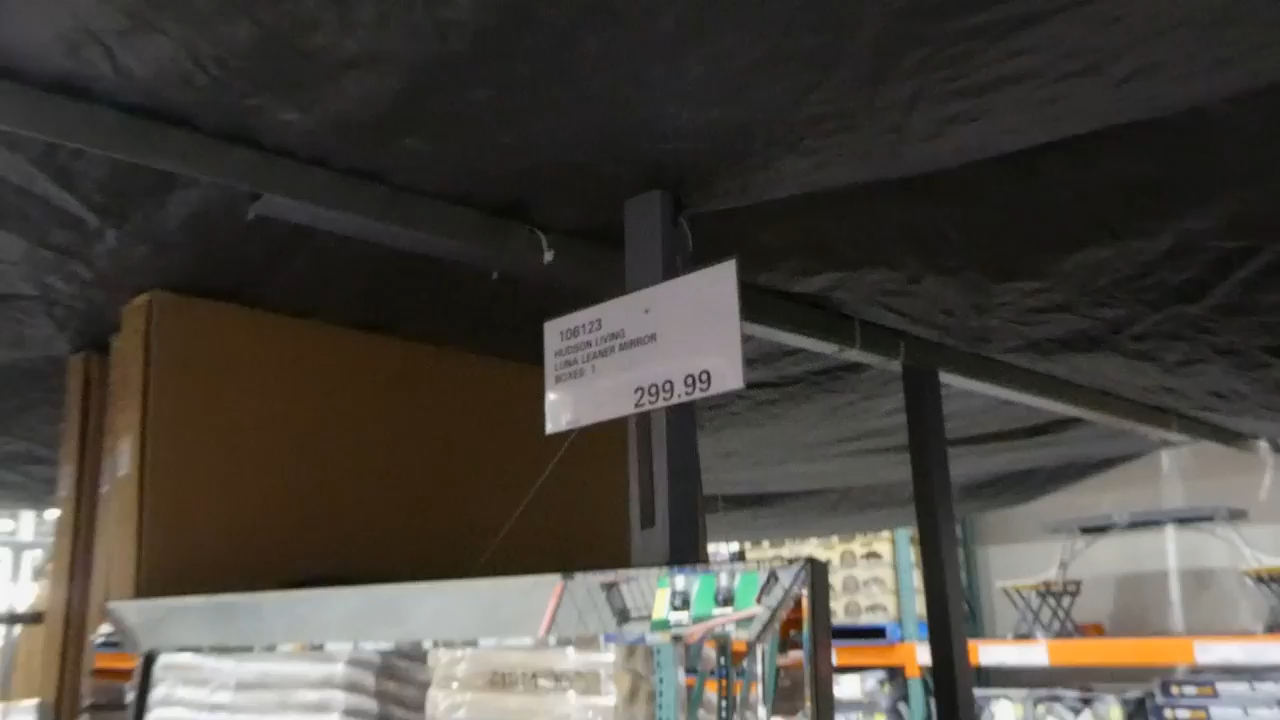 106123
HUDSON LIVING
LUNA LEANER MIRROR
BOXES: 1
299.99